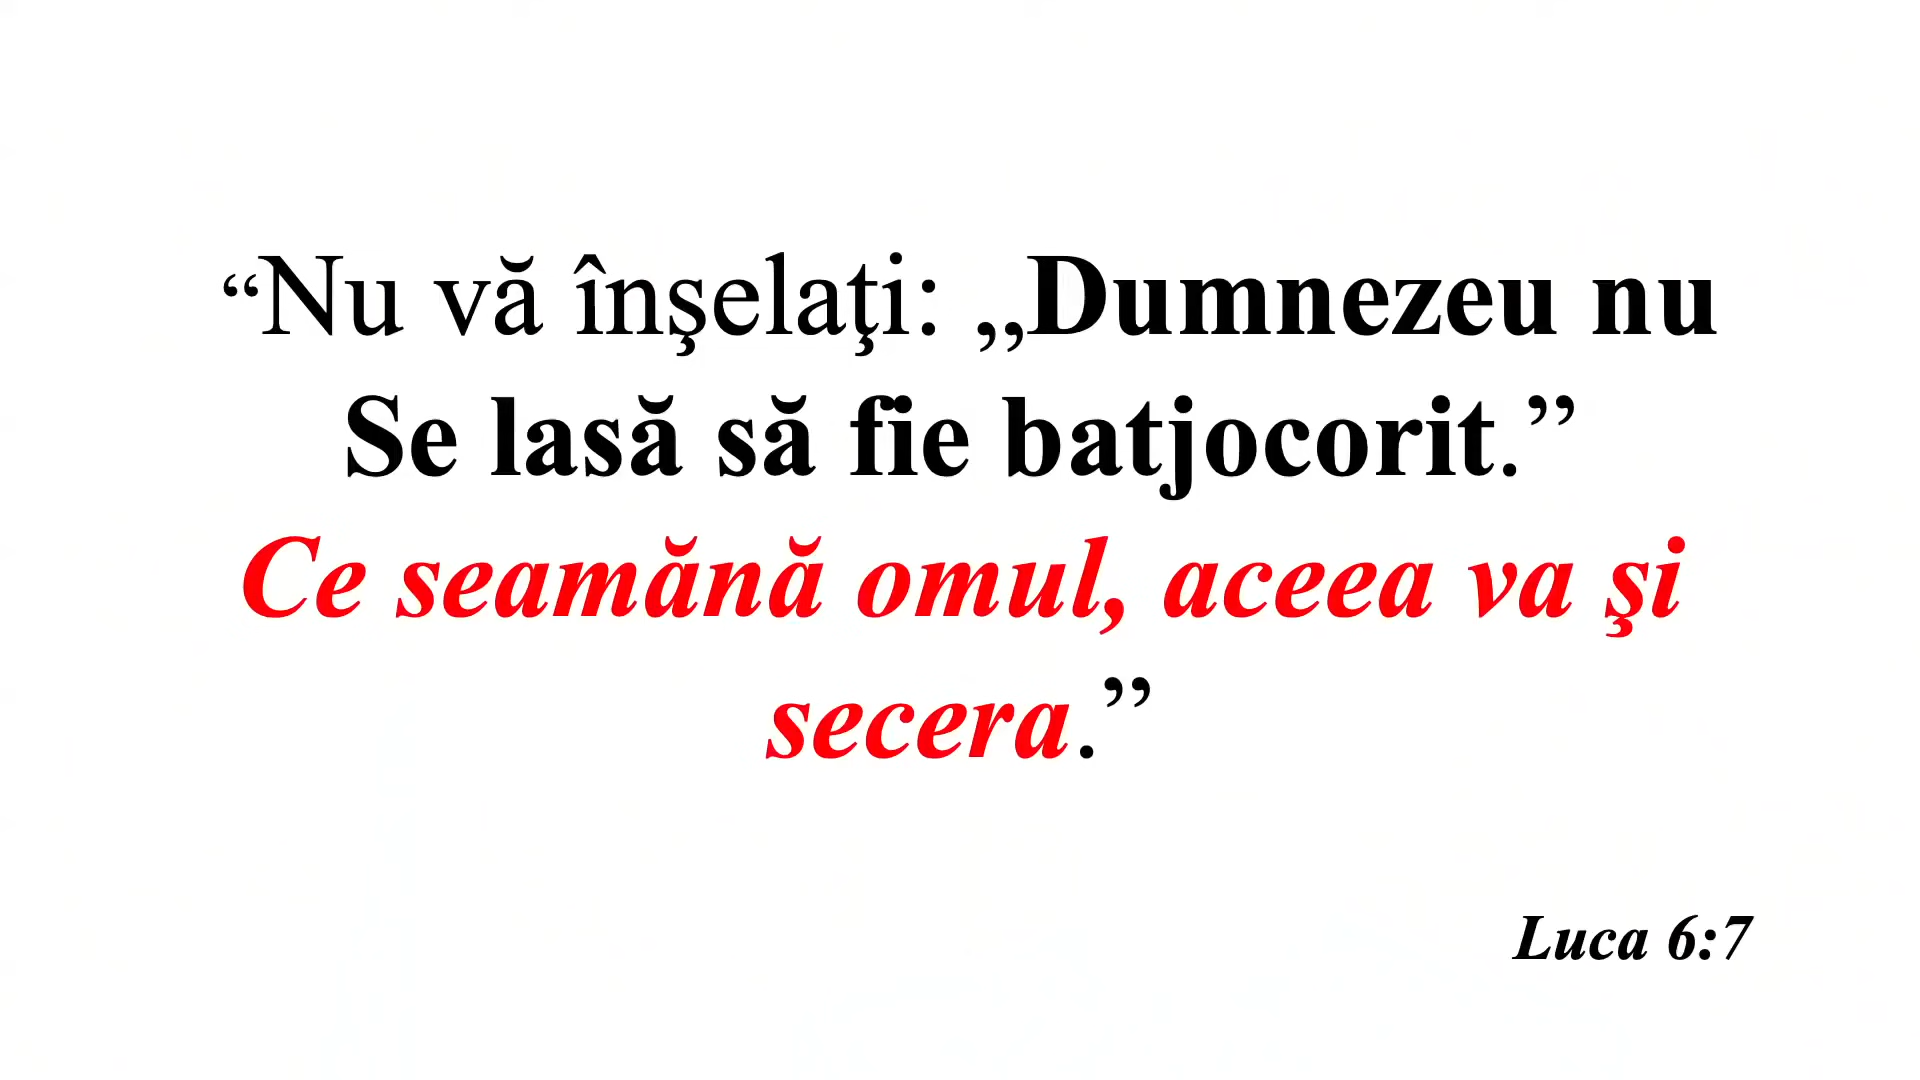 “Nu vă înşelaţi: „Dumnezeu nu
Se lasă să fie batjocorit.”
Ce seamănă omul, aceea va şi
secera.”
Luca 6:7